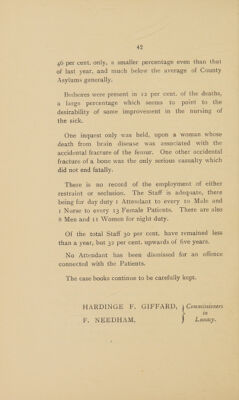 42
46 per cent. only, a smaller percentage even than that
of last year, and much below the average of County
Asylums generally.
Bedsores were present in 12 per cent. of the deaths,
a large percentage which seems to point to the
desirability of some improvement in the nursing of
the sick.
One inquest only was held, upon a woman whose
death from brain disease was associated with the
accidental fracture of the femur. One other accidental
fracture of a bone was the only serious casualty which
did not end fatally.
There is no record of the employment of either
restraint or seclusion. The Staff is adequate, there
being for day duty 1 Attendant to every 10 Male and
1 Nurse to every 13 Female Patients. There are also
8 Men and 11 Women for night duty.
Of the total Staff 30 per cent. have remained less
than a year, but 32 per cent. upwards of five years.
No Attendant has been dismissed for an offence
connected with the Patients.
The case books continue to be carefully kept.
HARDINGE F. GIFFARD, } Commissioners
in
F. NEEDHAM, Lunacy.